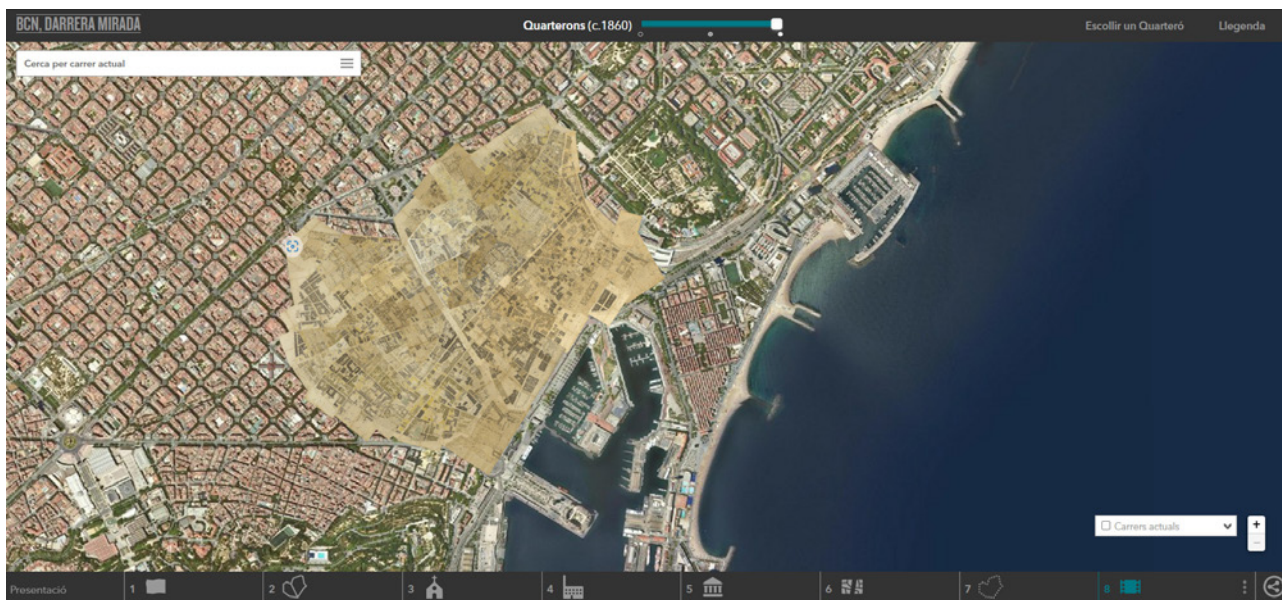 BCN, DARRERA MIRADA
Quarterons (c.1860)
Escollir un Quarteró
Llegenda
Cerca per carrer actual
Carrers actuals
+
−
Presentació
1
2
3
4
5
6
7
8